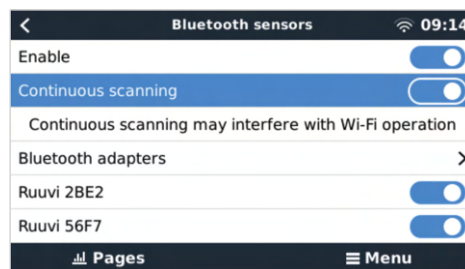 Bluetooth sensors 09:14
Enable
Continuous scanning
Continuous scanning may interfere with Wi-Fi operation
Bluetooth adapters
Ruuvi 2BE2
Ruuvi 56F7
Pages Menu